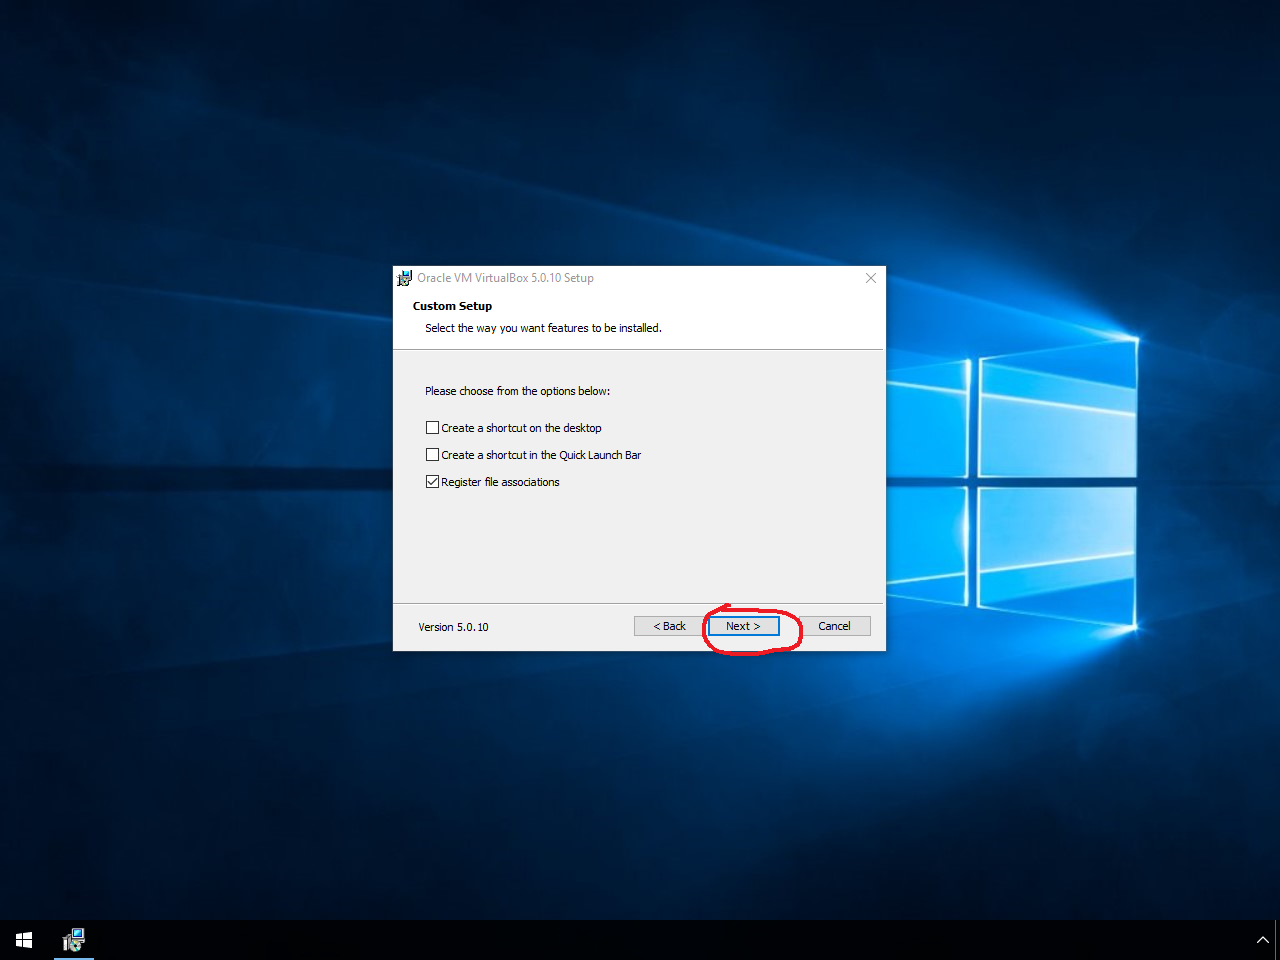 Oracle VM VirtualBox 5.0.10 Setup
Custom Setup
Select the way you want features to be installed.
Please choose from the options below:
Create a shortcut on the desktop
Create a shortcut in the Quick Launch Bar
Register file associations
Version 5.0.10
< Back
Next >
Cancel